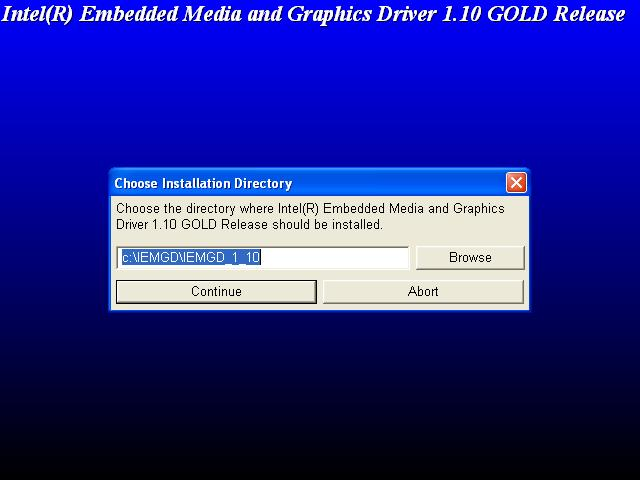 Intel(R) Embedded Media and Graphics Driver 1.10 GOLD Release
Choose Installation Directory
Choose the directory where Intel(R) Embedded Media and Graphics
Driver 1.10 GOLD Release should be installed.
c:\IEMGD\IEMGD_1_10
Browse
Continue
Abort